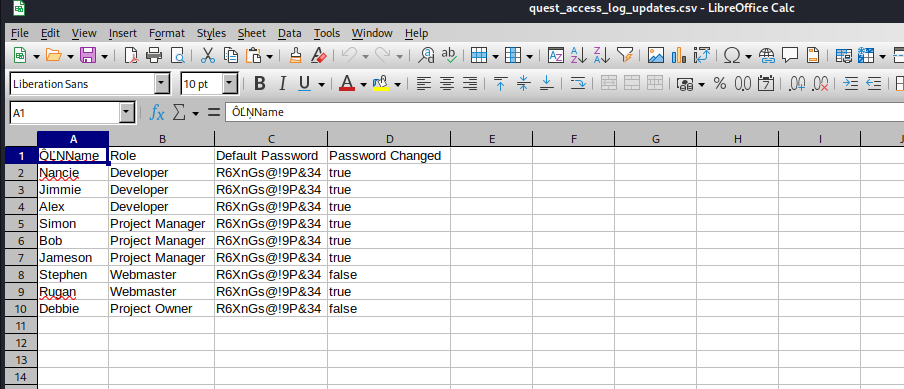 quest_access_log_updates.csv - LibreOffice Calc
File Edit View Insert Format Styles Sheet Data Tools Window Help
Liberation Sans 10 pt B I U A
A1 fx Σ = ÔĽŅName
A B C D E F G H I J
1 ÔĽŅName Role Default Password Password Changed
2 Nancie Developer R6XnGs@!9P&34 true
3 Jimmie Developer R6XnGs@!9P&34 true
4 Alex Developer R6XnGs@!9P&34 true
5 Simon Project Manager R6XnGs@!9P&34 true
6 Bob Project Manager R6XnGs@!9P&34 true
7 Jameson Project Manager R6XnGs@!9P&34 true
8 Stephen Webmaster R6XnGs@!9P&34 false
9 Rugan Webmaster R6XnGs@!9P&34 true
10 Debbie Project Owner R6XnGs@!9P&34 false
11
12
13
14